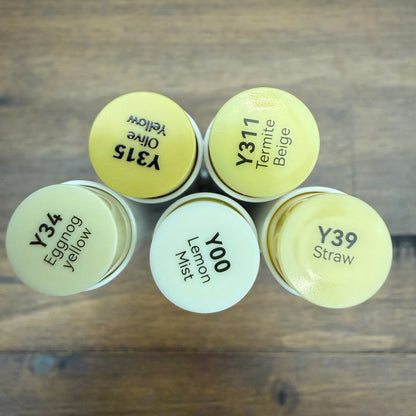 Y315
Olive
Yellow
Y311
Termite
Beige
Y34
Eggnog
yellow
Y00
Lemon
Mist
Y39
Straw